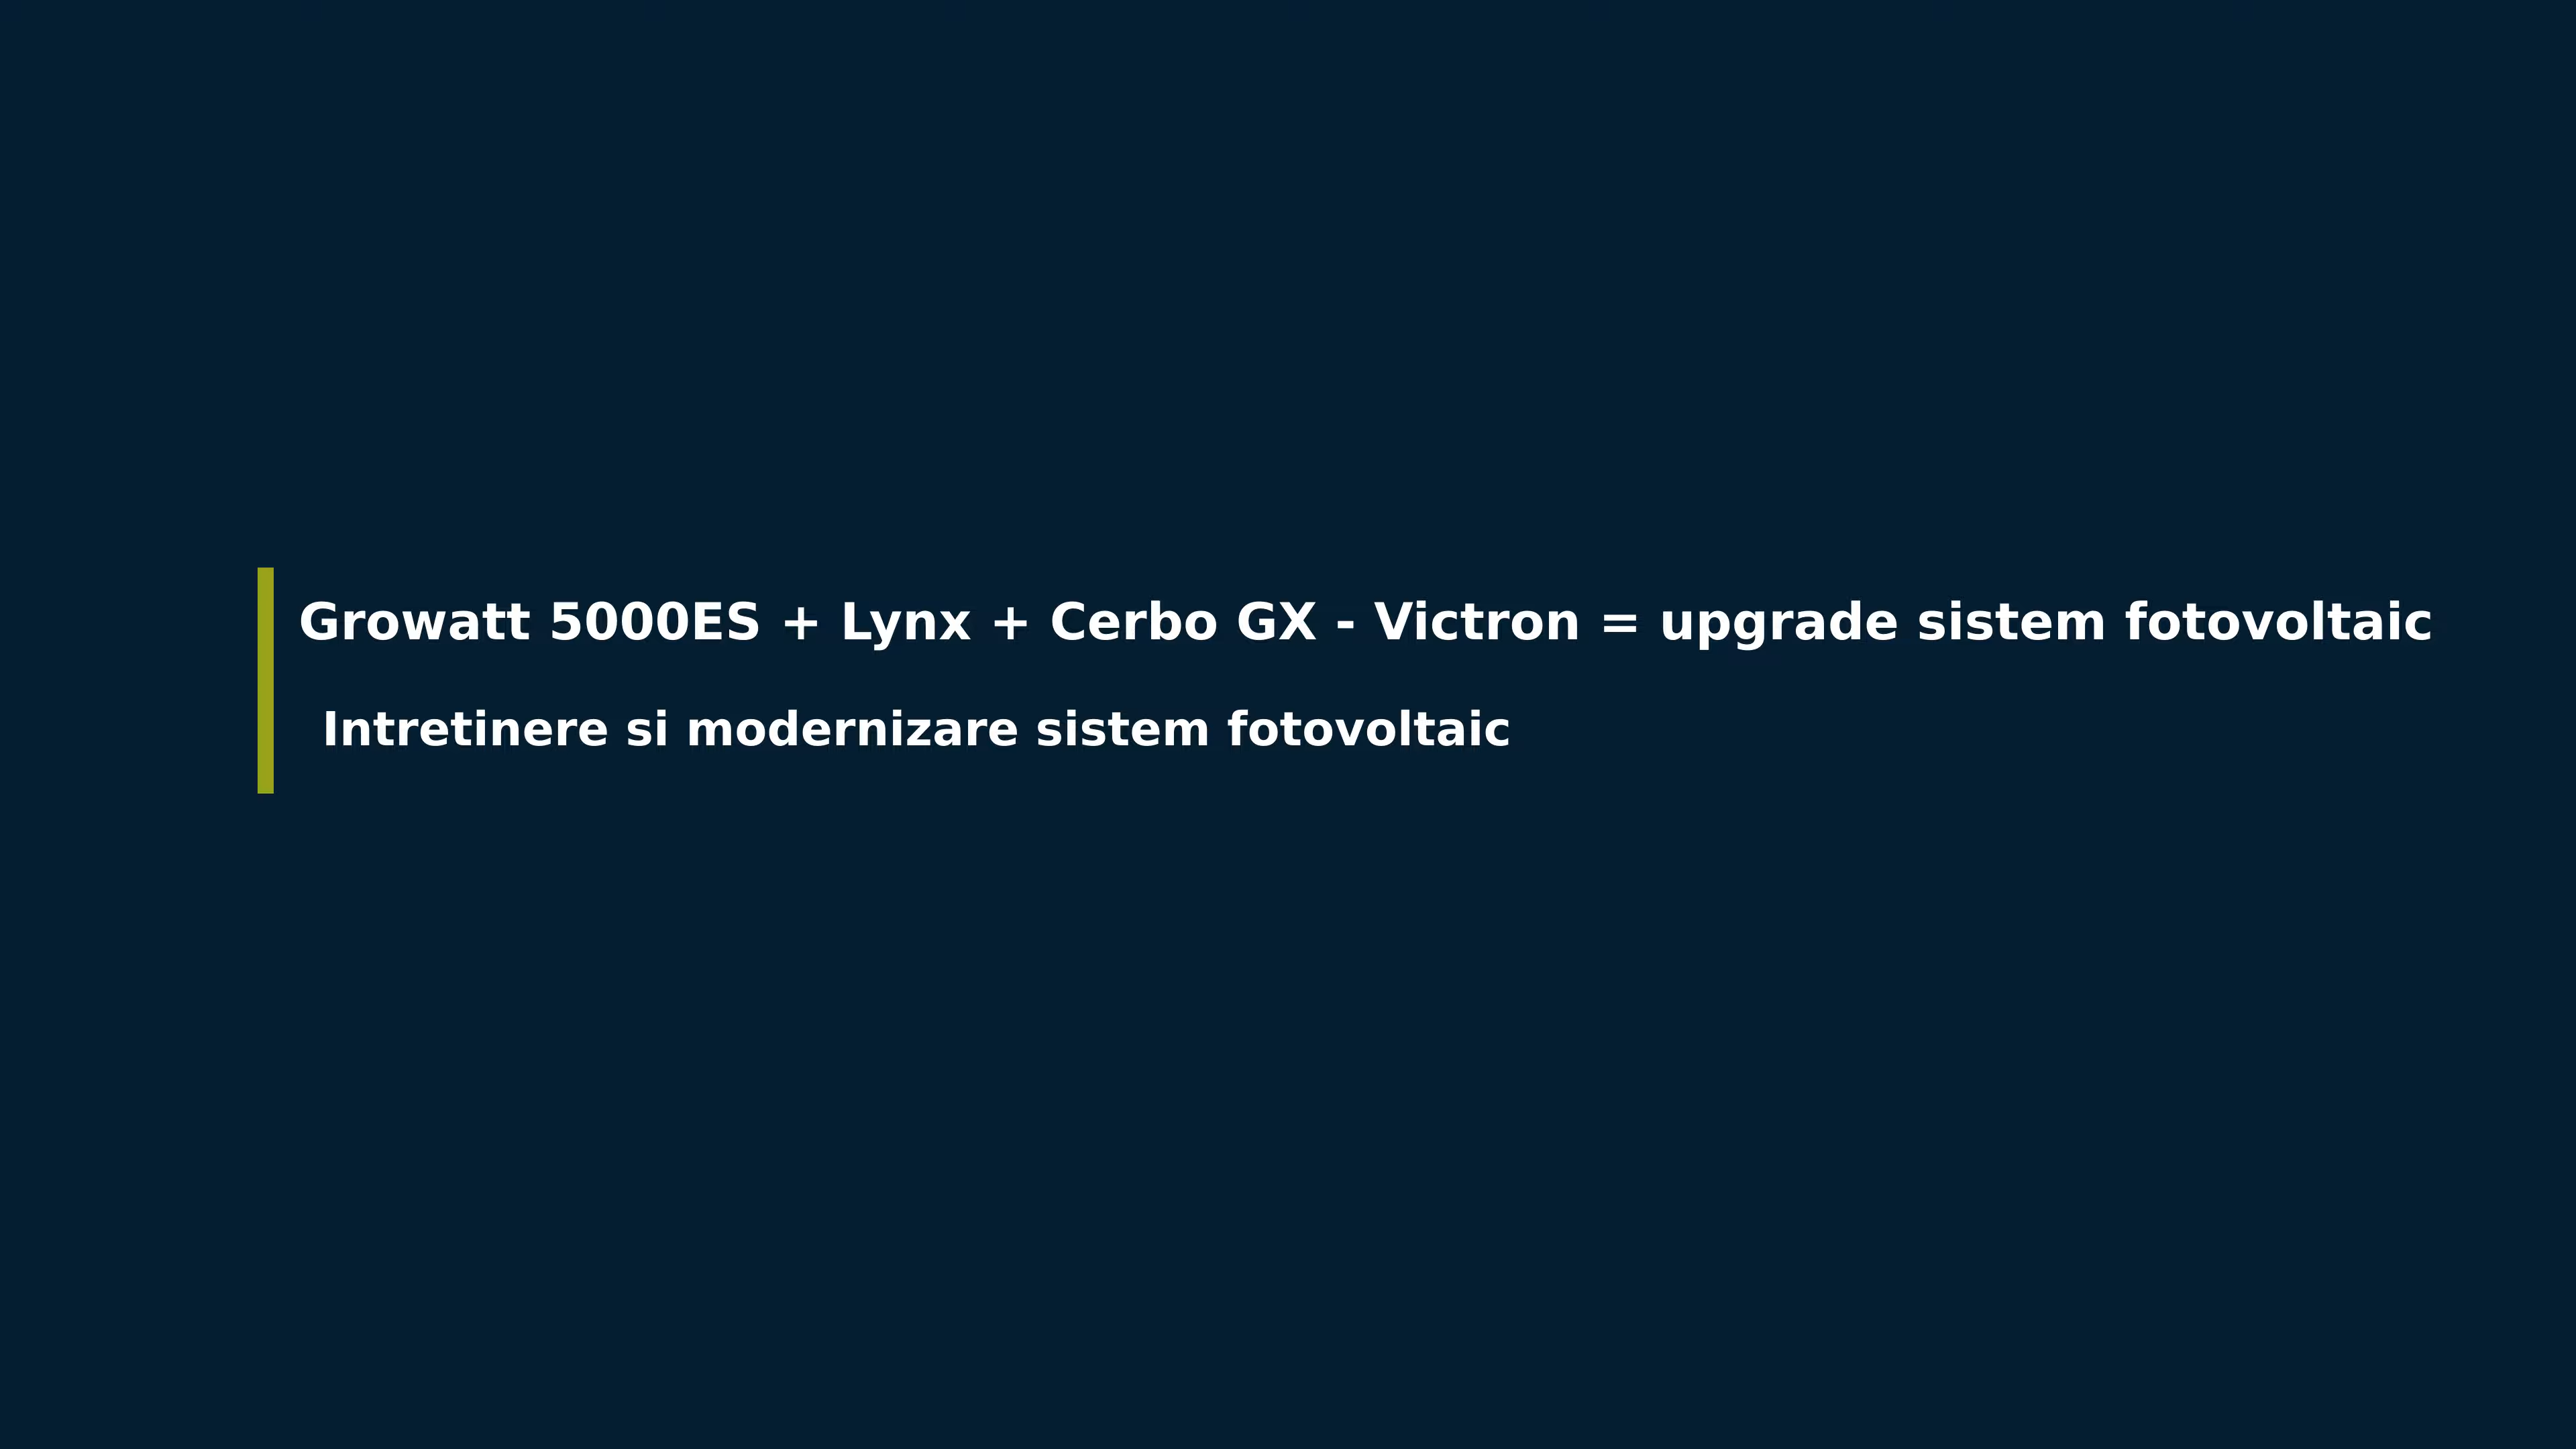 Growatt 5000ES + Lynx + Cerbo GX - Victron = upgrade sistem fotovoltaic
Intretinere si modernizare sistem fotovoltaic